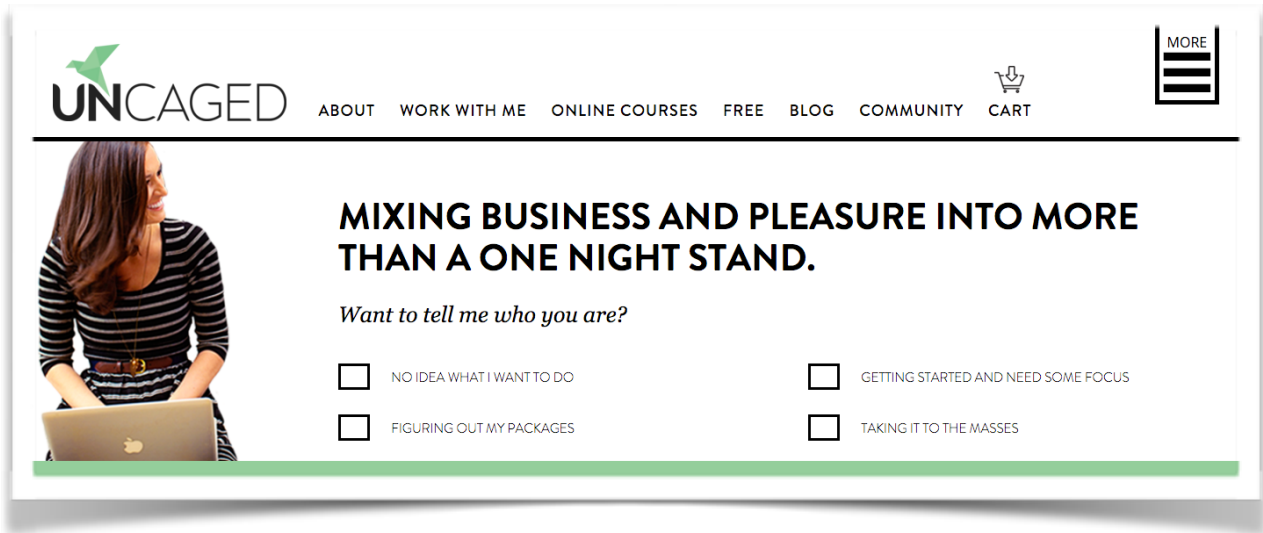 MORE
UNCAGED
ABOUT WORK WITH ME ONLINE COURSES FREE BLOG COMMUNITY CART
MIXING BUSINESS AND PLEASURE INTO MORE
THAN A ONE NIGHT STAND.
Want to tell me who you are?
NO IDEA WHAT I WANT TO DO
GETTING STARTED AND NEED SOME FOCUS
FIGURING OUT MY PACKAGES
TAKING IT TO THE MASSES